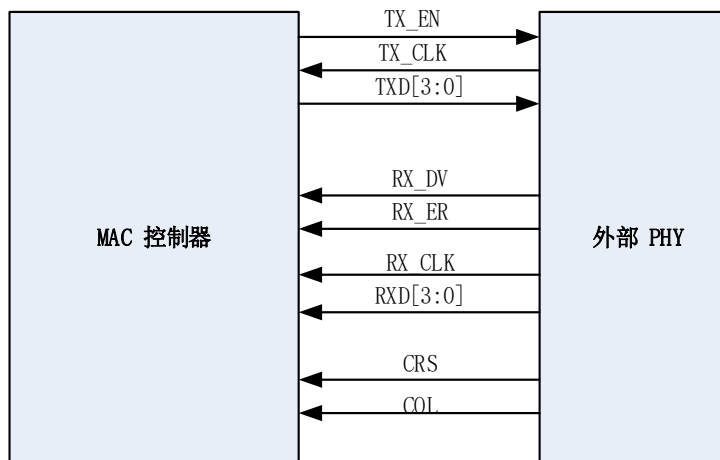 TX_EN
TX_CLK
TXD[3:0]
RX_DV
RX_ER
MAC 控制器
外部 PHY
RX_CLK
RXD[3:0]
CRS
COL